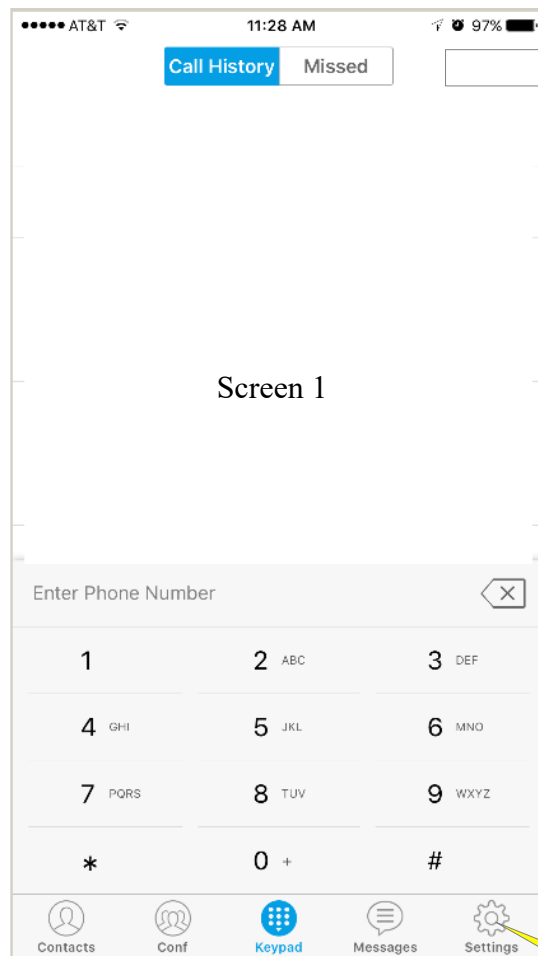 AT&T 11:28 AM 97%
Call History Missed
Screen 1
Enter Phone Number
1 2 ABC 3 DEF
4 GHI 5 JKL 6 MNO
7 PQRS 8 TUV 9 WXYZ
* 0 + #
Contacts Conf Keypad Messages Settings